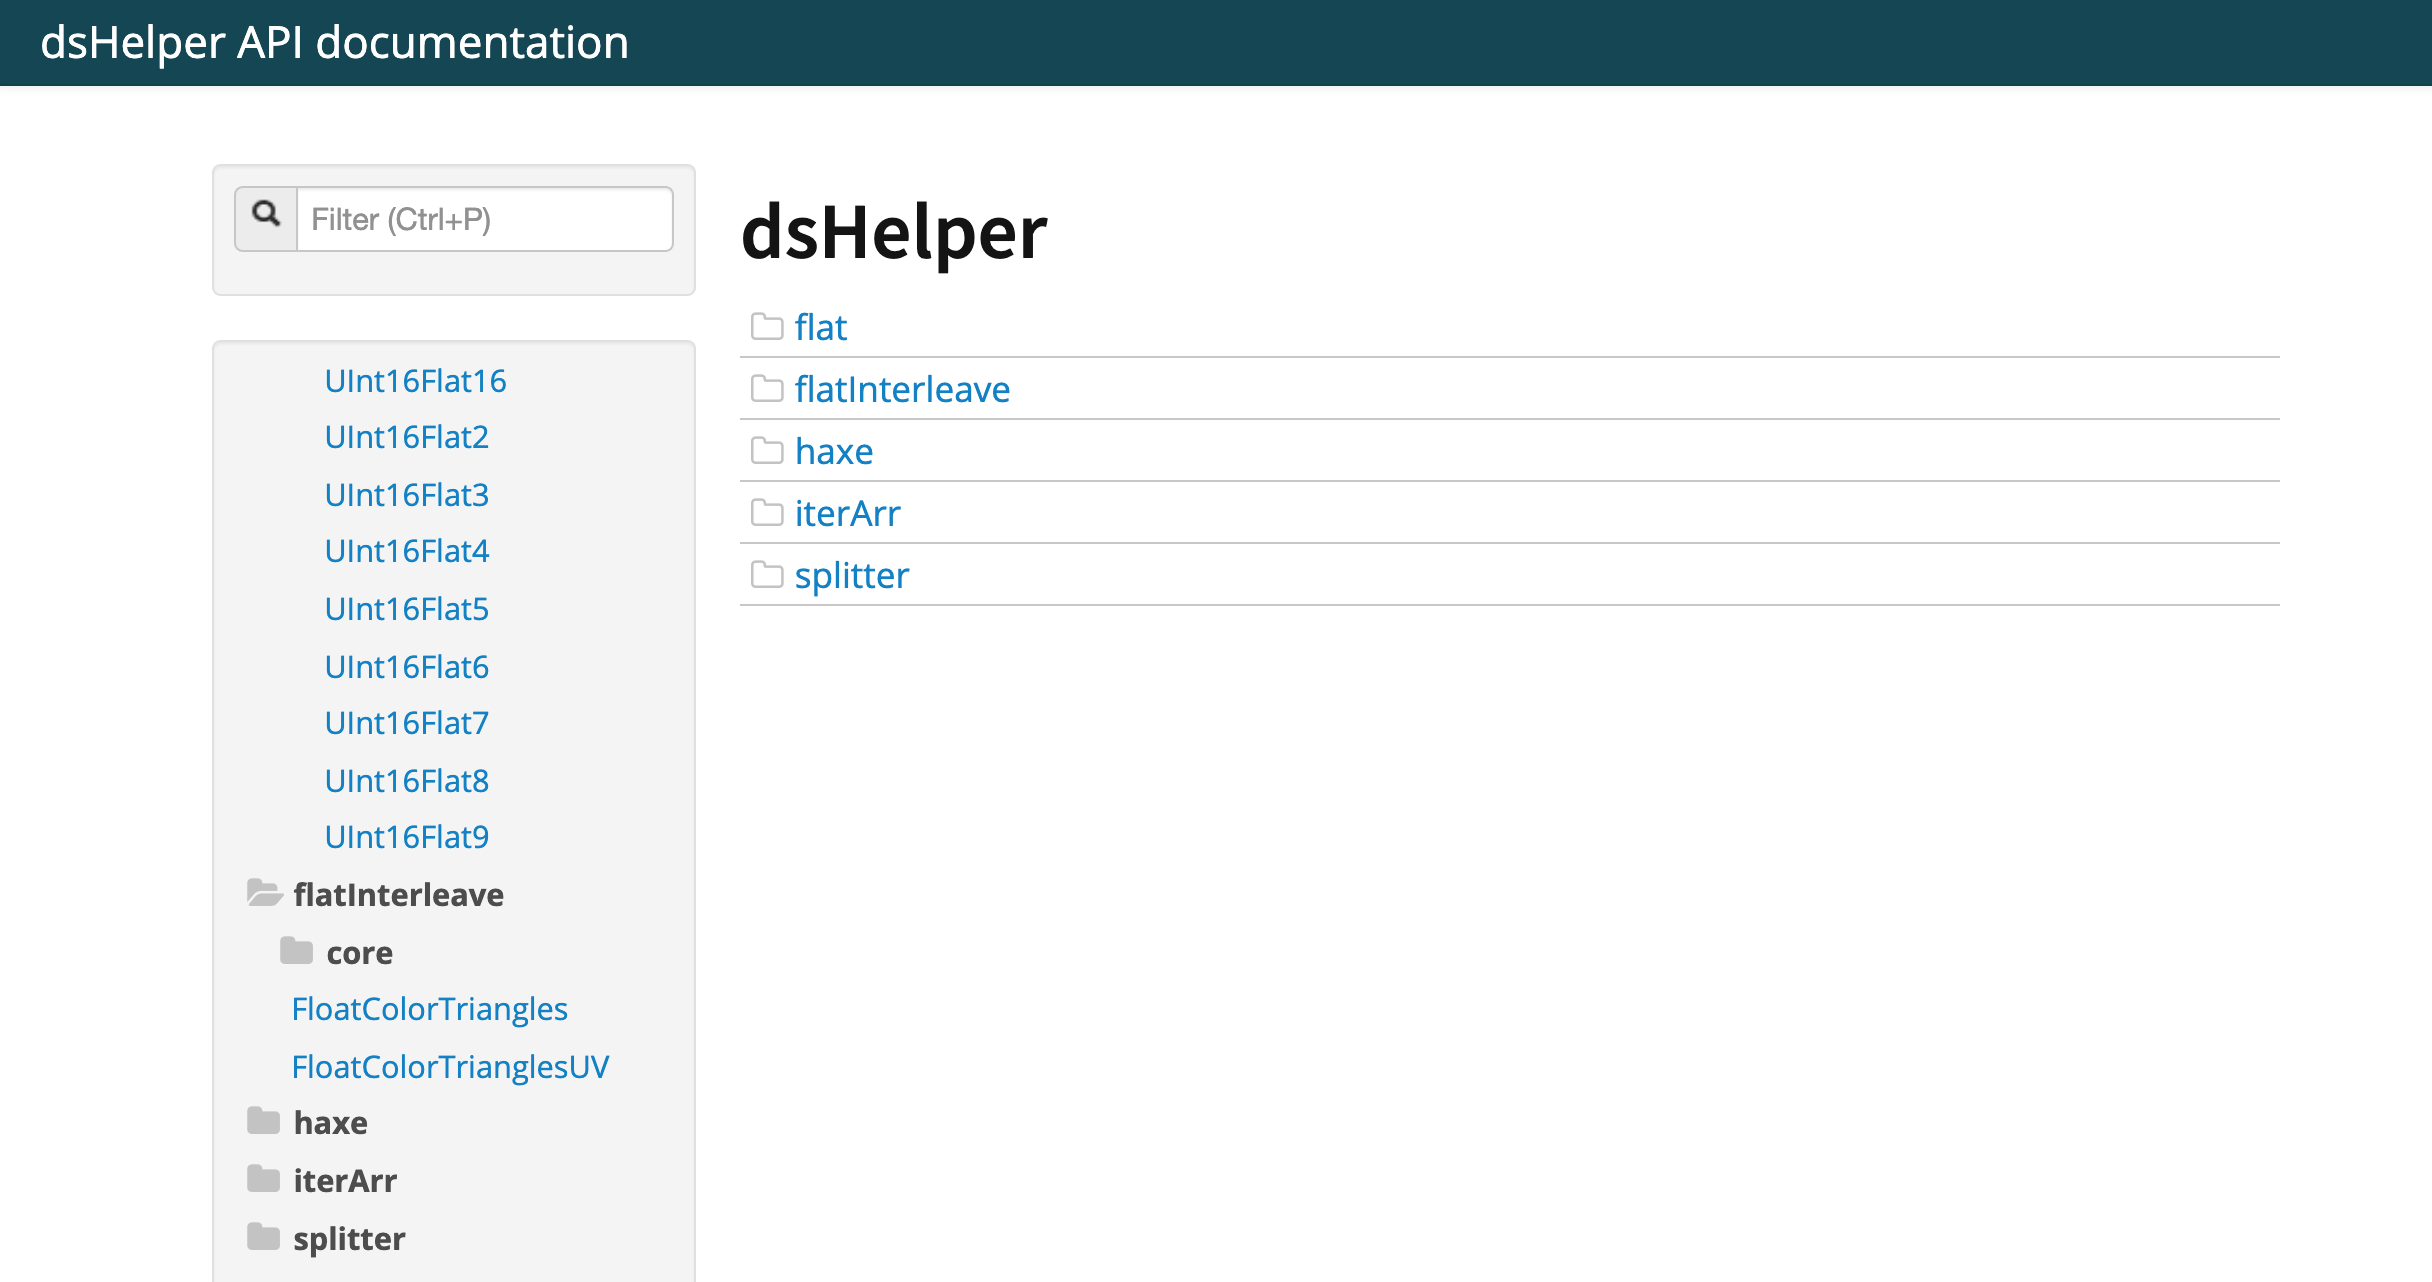 dsHelper API documentation
Filter (Ctrl+P)
UInt16Flat16
UInt16Flat2
UInt16Flat3
UInt16Flat4
UInt16Flat5
UInt16Flat6
UInt16Flat7
UInt16Flat8
UInt16Flat9
flatInterleave
core
FloatColorTriangles
FloatColorTrianglesUV
haxe
iterArr
splitter
dsHelper
flat
flatInterleave
haxe
iterArr
splitter